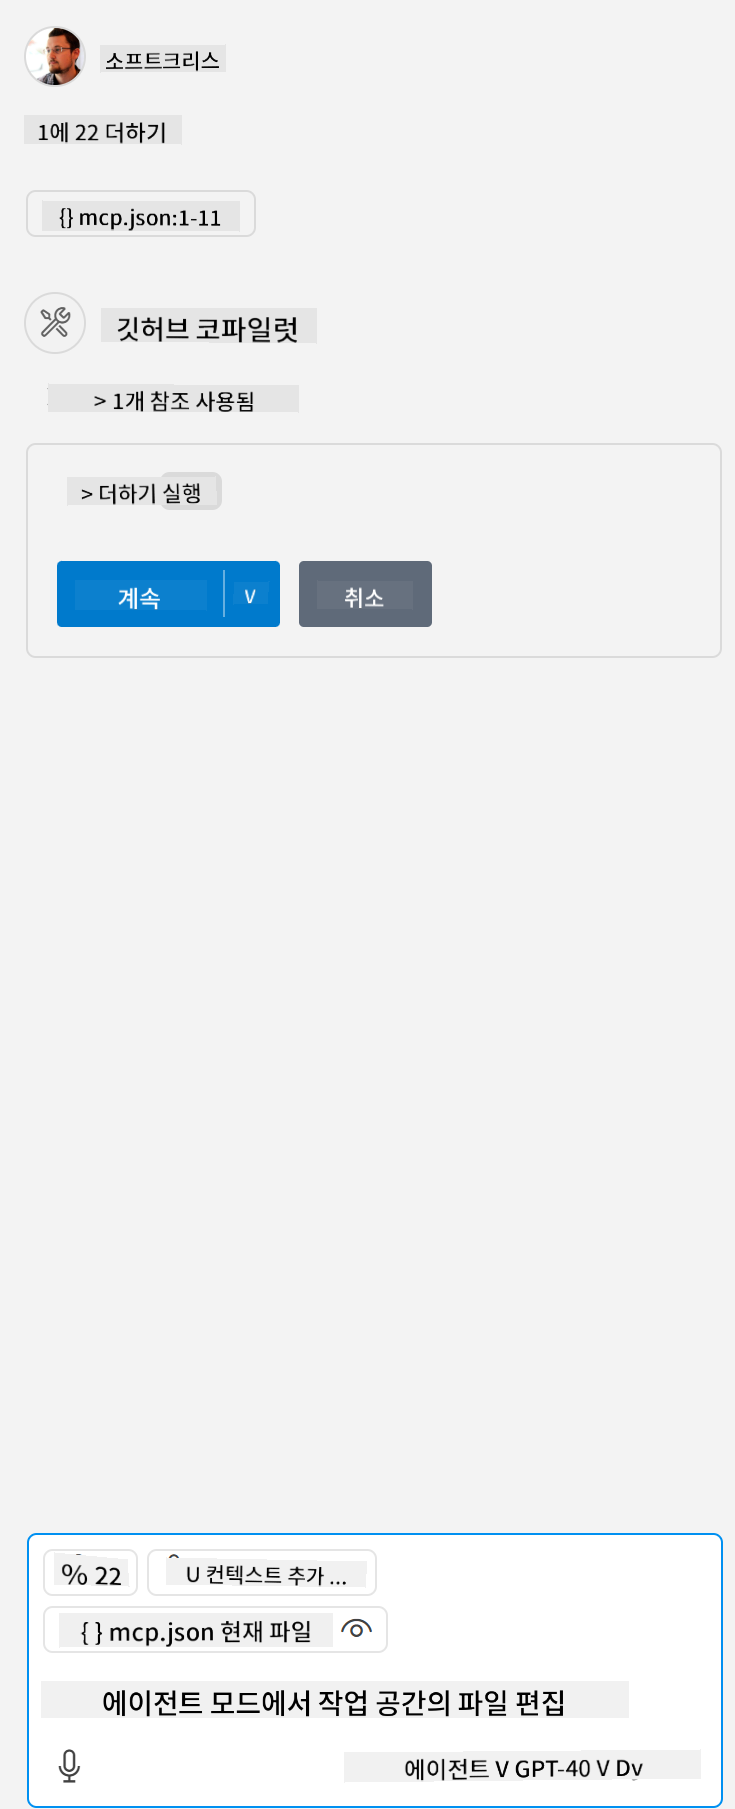 소프트크리스
1에 22 더하기
{} mcp.json:1-11
깃허브 코파일럿
> 1개 참조 사용됨
> 더하기 실행
계속 ∨ 취소
% 22 U 컨텍스트 추가 ...
{ } mcp.json 현재 파일
에이전트 모드에서 작업 공간의 파일 편집
에이전트 V GPT-40 V Dy